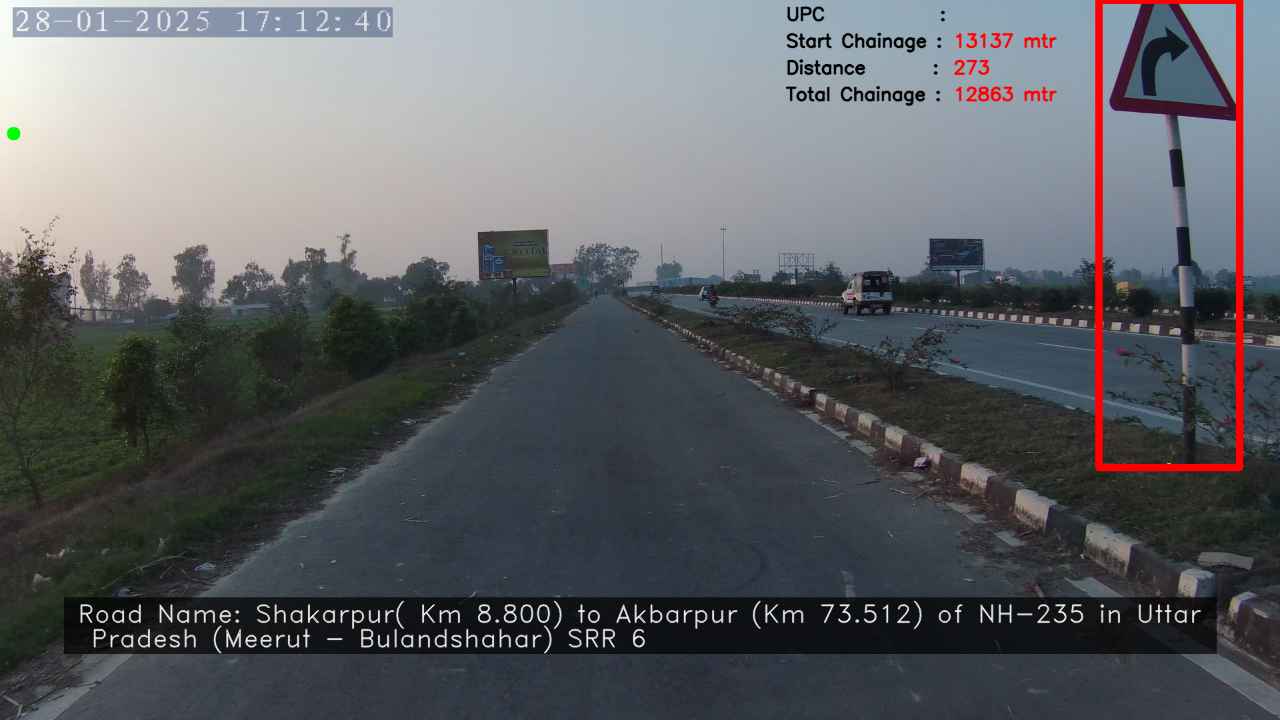 28-01-2025 17:12:40
UPC :
Start Chainage : 13137 mtr
Distance : 273
Total Chainage : 12863 mtr
Road Name: Shakarpur( Km 8.800) to Akbarpur (Km 73.512) of NH-235 in Uttar
Pradesh (Meerut - Bulandshahar) SRR 6